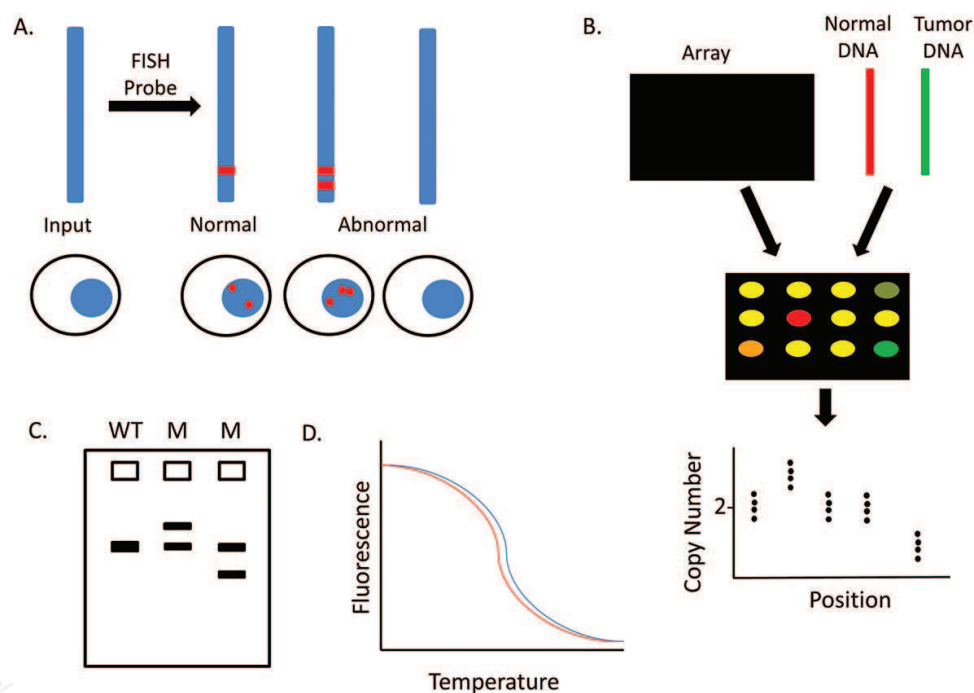 A.
FISH
Probe
Input
Normal
Abnormal
B.
Array
Normal
DNA
Tumor
DNA
Copy Number
2-
Position
C.
WT M M
D.
Fluorescence
Temperature